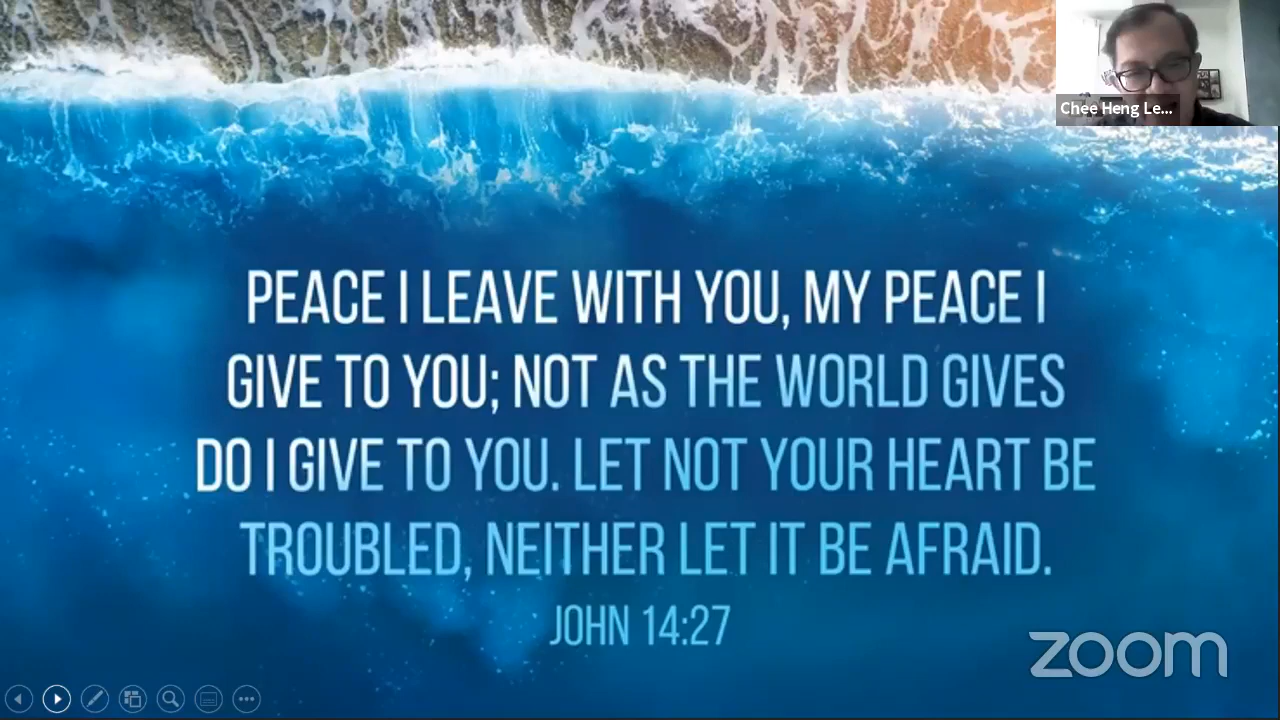 Chee Heng Le...
PEACE I LEAVE WITH YOU, MY PEACE I
GIVE TO YOU; NOT AS THE WORLD GIVES
DO I GIVE TO YOU. LET NOT YOUR HEART BE
TROUBLED, NEITHER LET IT BE AFRAID.
JOHN 14:27
zoom